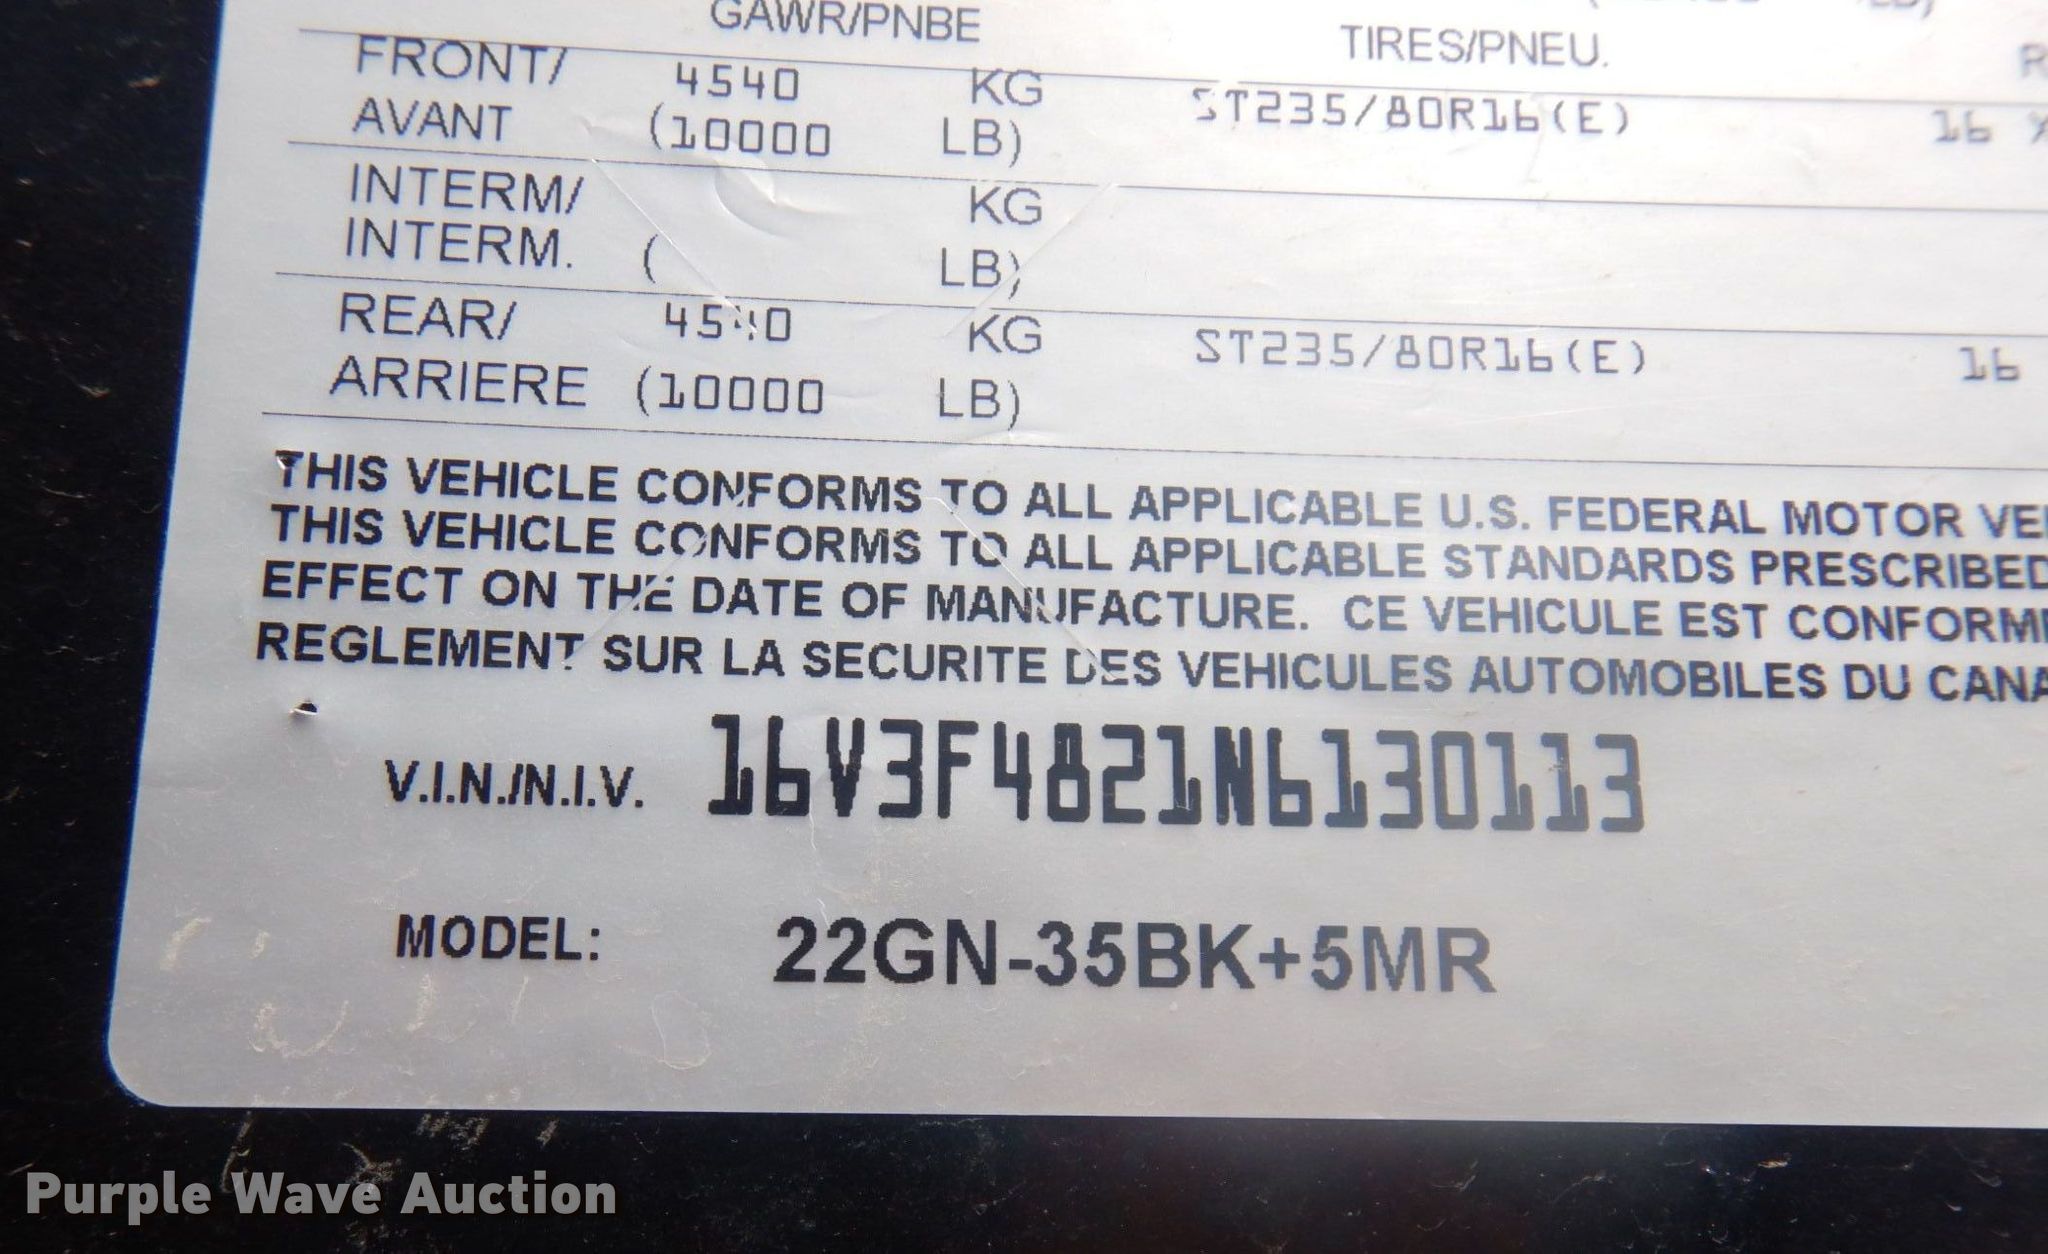 GAWR/PNBE TIRES/PNEU.
FRONT/ 4540 KG ST235/80R16(E) 16 X
AVANT (10000 LB)
INTERM/ KG
INTERM. ( LB)
REAR/ 4540 KG ST235/80R16(E) 16
ARRIERE (10000 LB)
THIS VEHICLE CONFORMS TO ALL APPLICABLE U.S. FEDERAL MOTOR VE
THIS VEHICLE CONFORMS TO ALL APPLICABLE STANDARDS PRESCRIBED
EFFECT ON THE DATE OF MANUFACTURE. CE VEHICULE EST CONFORME
REGLEMENT SUR LA SECURITE DES VEHICULES AUTOMOBILES DU CANA
V.I.N./N.I.V. 16V3F4821N6130113
MODEL: 22GN-35BK+5MR
Purple Wave Auction